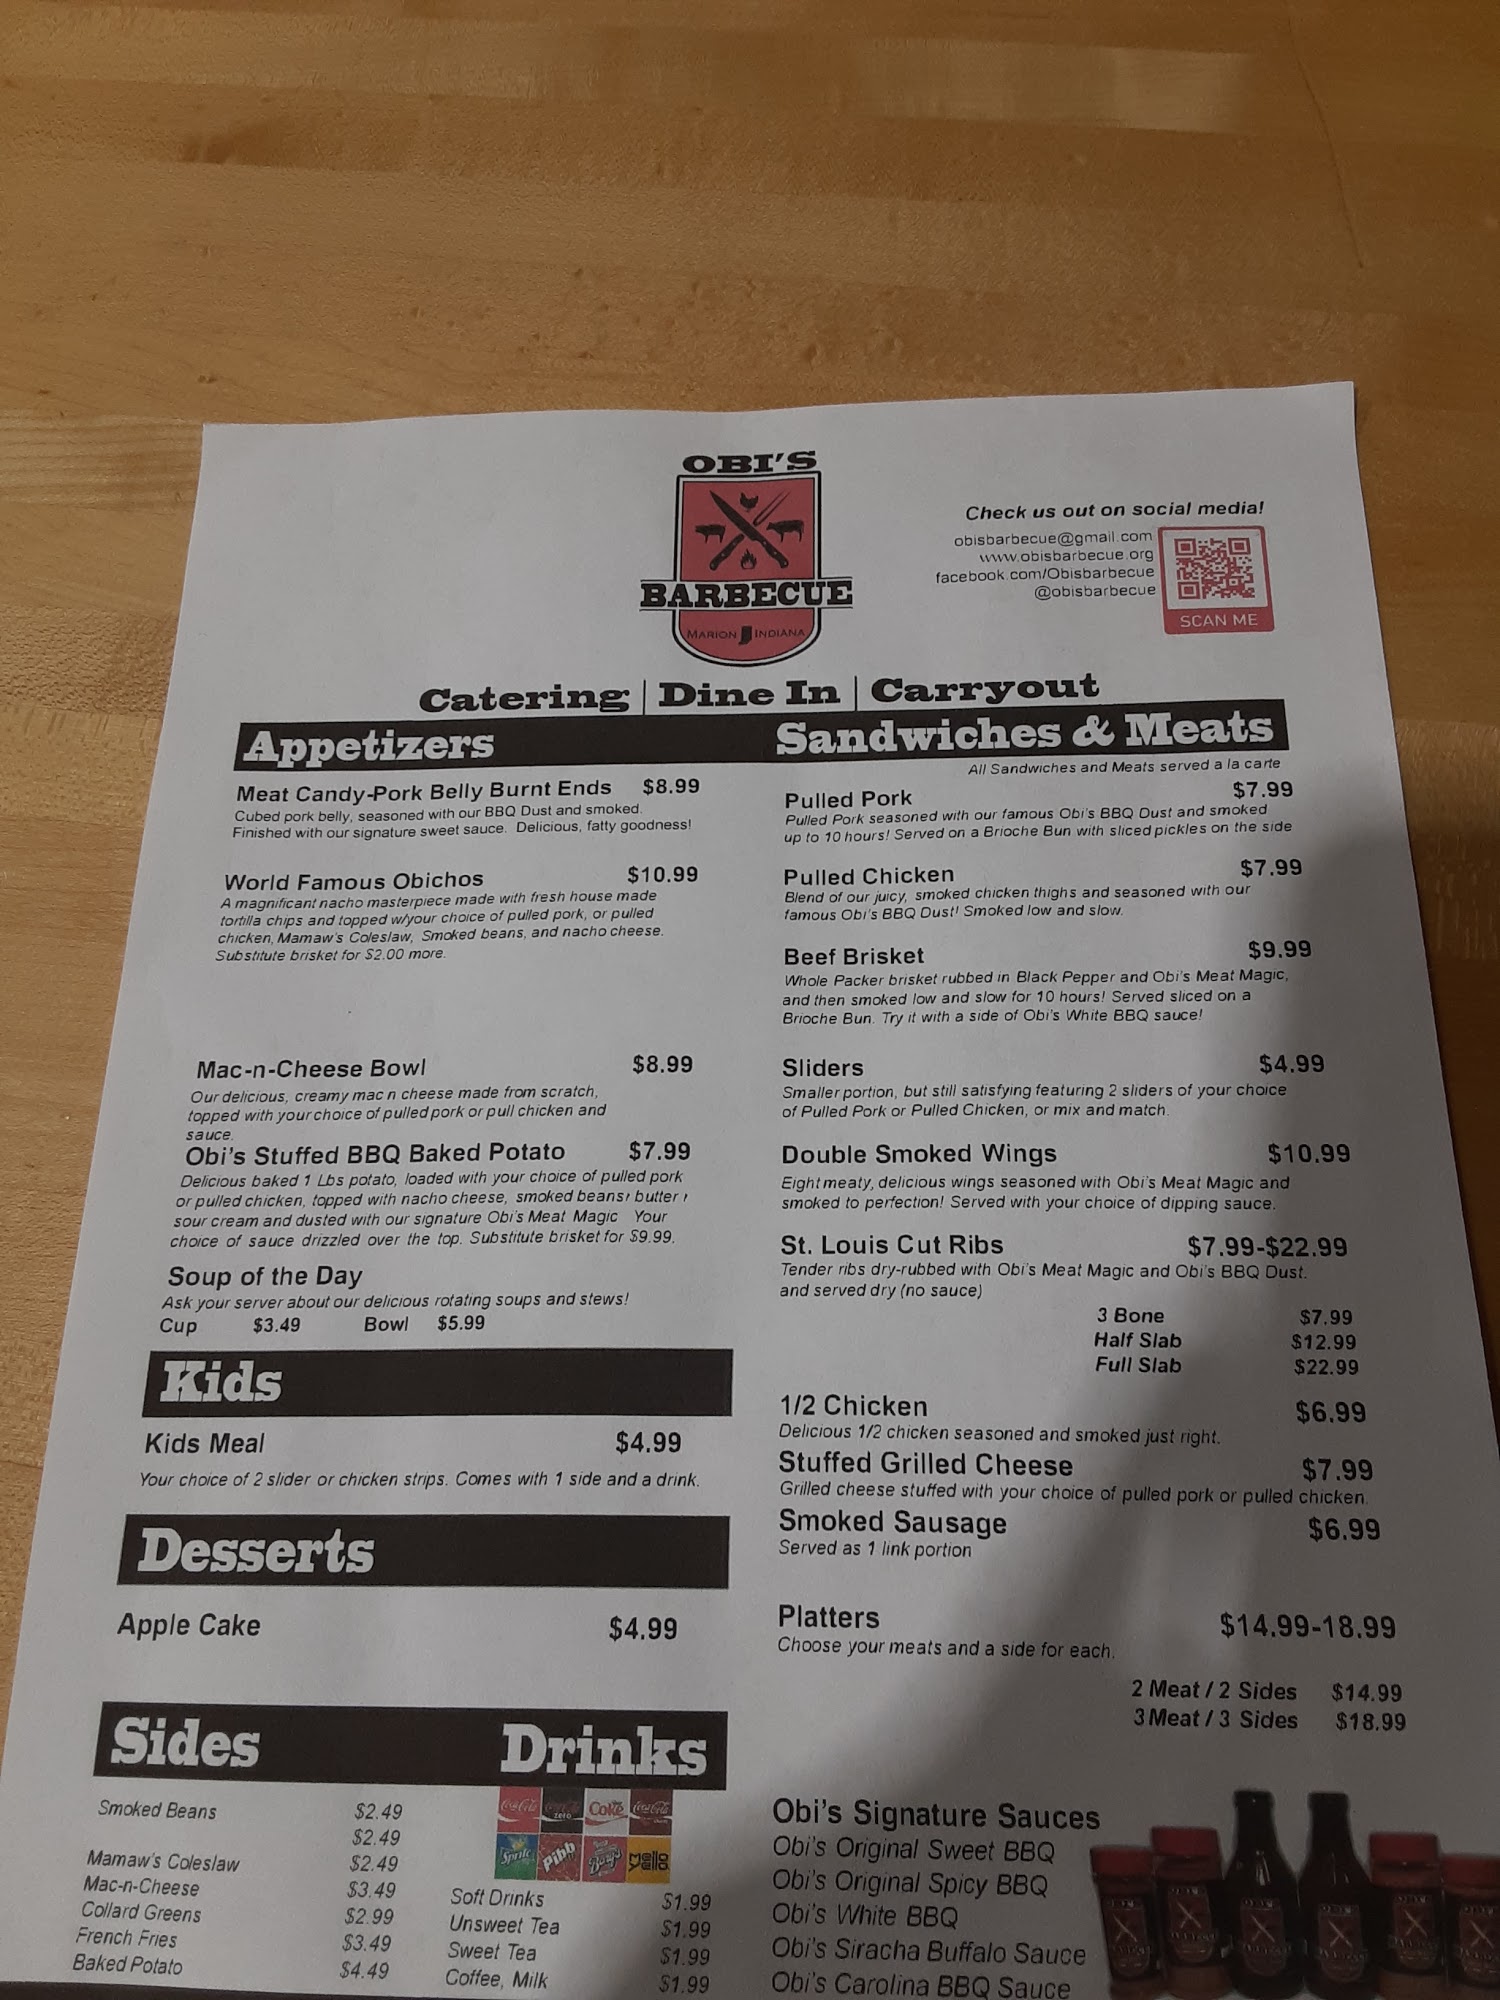 OBI'S
BARBECUE
MARION INDIANA
Check us out on social media!
obisbarbecue@gmail.com
www.obisbarbecue.org
facebook.com/Obisbarbecue
@obisbarbecue
SCAN ME
Catering | Dine In | Carryout
Appetizers
Meat Candy-Pork Belly Burnt Ends $8.99
Cubed pork belly, seasoned with our BBQ Dust and smoked.
Finished with our signature sweet sauce. Delicious, fatty goodness!
World Famous Obichos $10.99
A magnificant nacho masterpiece made with fresh house made
tortilla chips and topped w/your choice of pulled pork, or pulled
chicken, Mamaw's Coleslaw, Smoked beans, and nacho cheese.
Substitute brisket for $2.00 more.
Mac-n-Cheese Bowl $8.99
Our delicious, creamy mac n cheese made from scratch,
topped with your choice of pulled pork or pull chicken and
sauce.
Obi's Stuffed BBQ Baked Potato $7.99
Delicious baked 1 Lbs potato, loaded with your choice of pulled pork
or pulled chicken, topped with nacho cheese, smoked beans, butter,
sour cream and dusted with our signature Obi's Meat Magic Your
choice of sauce drizzled over the top. Substitute brisket for $9.99.
Soup of the Day
Ask your server about our delicious rotating soups and stews!
Cup $3.49 Bowl $5.99
Kids
Kids Meal $4.99
Your choice of 2 slider or chicken strips. Comes with 1 side and a drink.
Desserts
Apple Cake $4.99
Sides
Smoked Beans $2.49
$2.49
Mamaw's Coleslaw $2.49
Mac-n-Cheese $3.49
Collard Greens $2.99
French Fries $3.49
Baked Potato $4.49
Drinks
Coca-Cola zero Coke Coca-Cola
Sprite Pibb Barq's Mello Yello
Soft Drinks $1.99
Unsweet Tea $1.99
Sweet Tea $1.99
Coffee, Milk $1.99
Sandwiches & Meats
All Sandwiches and Meats served a la carte
Pulled Pork $7.99
Pulled Pork seasoned with our famous Obi's BBQ Dust and smoked
up to 10 hours! Served on a Brioche Bun with sliced pickles on the side
Pulled Chicken $7.99
Blend of our juicy, smoked chicken thighs and seasoned with our
famous Obi's BBQ Dust! Smoked low and slow.
Beef Brisket $9.99
Whole Packer brisket rubbed in Black Pepper and Obi's Meat Magic,
and then smoked low and slow for 10 hours! Served sliced on a
Brioche Bun. Try it with a side of Obi's White BBQ sauce!
Sliders $4.99
Smaller portion, but still satisfying featuring 2 sliders of your choice
of Pulled Pork or Pulled Chicken, or mix and match.
Double Smoked Wings $10.99
Eight meaty, delicious wings seasoned with Obi's Meat Magic and
smoked to perfection! Served with your choice of dipping sauce.
St. Louis Cut Ribs $7.99-$22.99
Tender ribs dry-rubbed with Obi's Meat Magic and Obi's BBQ Dust.
and served dry (no sauce)
3 Bone $7.99
Half Slab $12.99
Full Slab $22.99
1/2 Chicken $6.99
Delicious 1/2 chicken seasoned and smoked just right.
Stuffed Grilled Cheese $7.99
Grilled cheese stuffed with your choice of pulled pork or pulled chicken.
Smoked Sausage $6.99
Served as 1 link portion
Platters $14.99-18.99
Choose your meats and a side for each.
2 Meat / 2 Sides $14.99
3 Meat / 3 Sides $18.99
Obi's Signature Sauces
Obi's Original Sweet BBQ
Obi's Original Spicy BBQ
Obi's White BBQ
Obi's Siracha Buffalo Sauce
Obi's Carolina BBQ Sauce